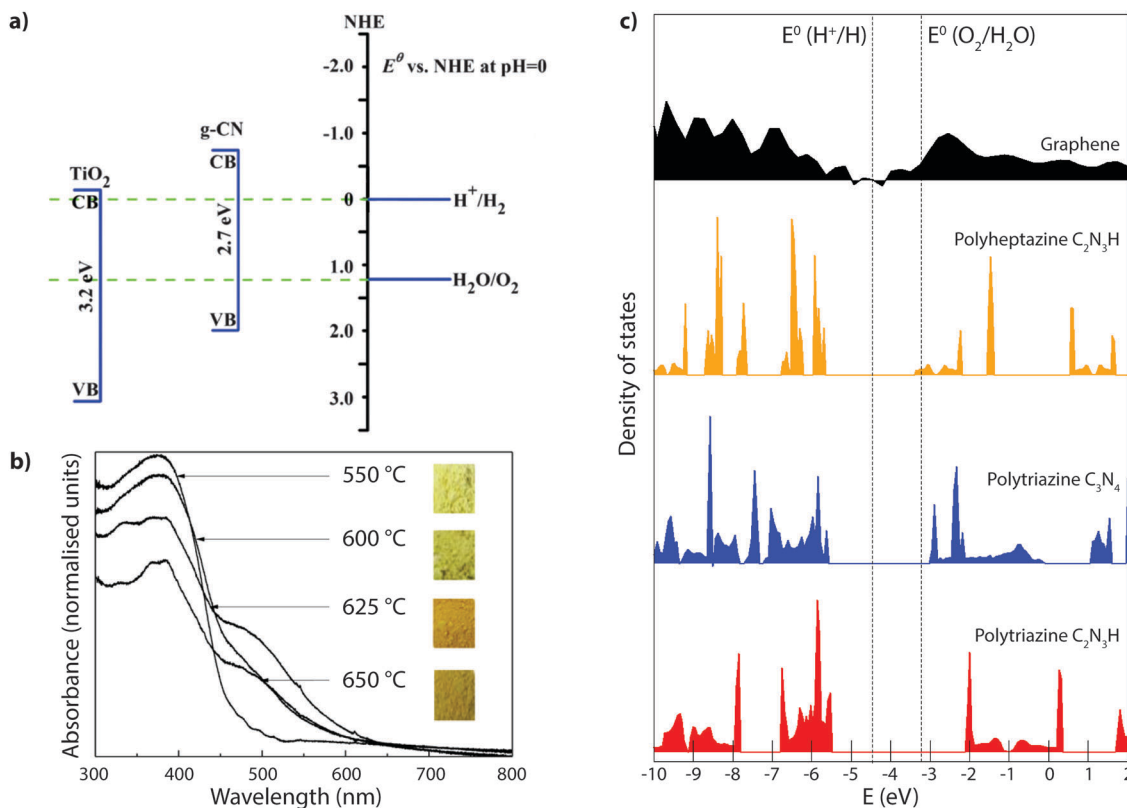 a)
NHE
E^θ vs. NHE at pH=0
-2.0
-1.0
0
1.0
2.0
3.0
TiO₂
CB
3.2 eV
VB
g-CN
CB
2.7 eV
VB
H⁺/H₂
H₂O/O₂
b)
Absorbance (normalised units)
550 °C
600 °C
625 °C
650 °C
300 400 500 600 700 800
Wavelength (nm)
c)
E⁰ (H⁺/H) E⁰ (O₂/H₂O)
Density of states
Graphene
Polyheptazine C₂N₃H
Polytriazine C₃N₄
Polytriazine C₂N₃H
-10 -9 -8 -7 -6 -5 -4 -3 -2 -1 0 1 2
E (eV)